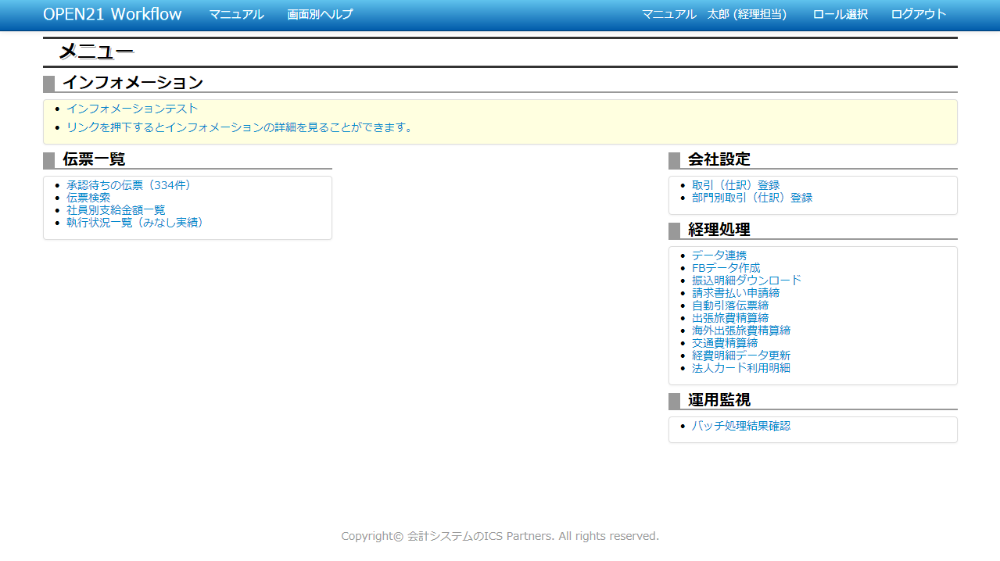 OPEN21 Workflow マニュアル 画面別ヘルプ マニュアル 太郎 (経理担当) ロール選択 ログアウト
メニュー
インフォメーション
インフォメーションテスト
リンクを押下するとインフォメーションの詳細を見ることができます。
伝票一覧
承認待ちの伝票（334件）
伝票検索
社員別支給金額一覧
執行状況一覧（みなし実績）
会社設定
取引（仕訳）登録
部門別取引（仕訳）登録
経理処理
データ連携
FBデータ作成
振込明細ダウンロード
請求書払い申請締
自動引落伝票締
出張旅費精算締
海外出張旅費精算締
交通費精算締
経費明細データ更新
法人カード利用明細
運用監視
バッチ処理結果確認
Copyright© 会計システムのICS Partners. All rights reserved.